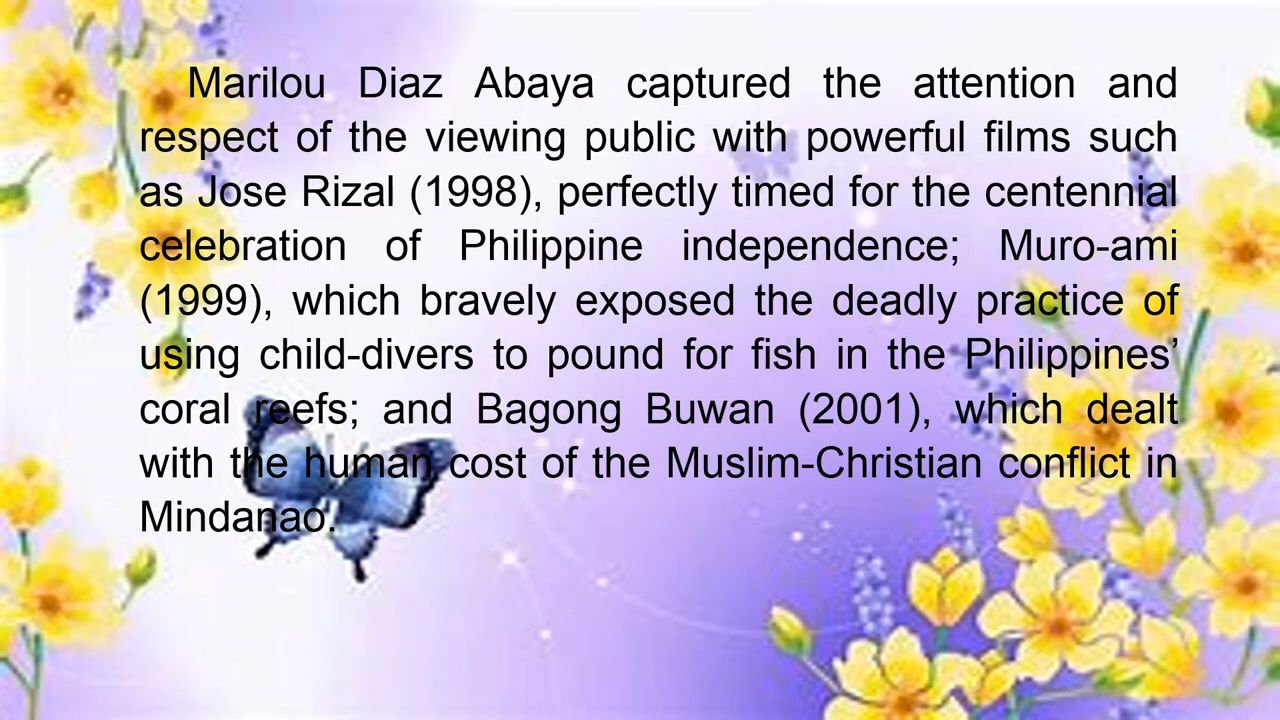 Marilou Diaz Abaya captured the attention and
respect of the viewing public with powerful films such
as Jose Rizal (1998), perfectly timed for the centennial
celebration of Philippine independence; Muro-ami
(1999), which bravely exposed the deadly practice of
using child-divers to pound for fish in the Philippines’
coral reefs; and Bagong Buwan (2001), which dealt
with the human cost of the Muslim-Christian conflict in
Mindanao.